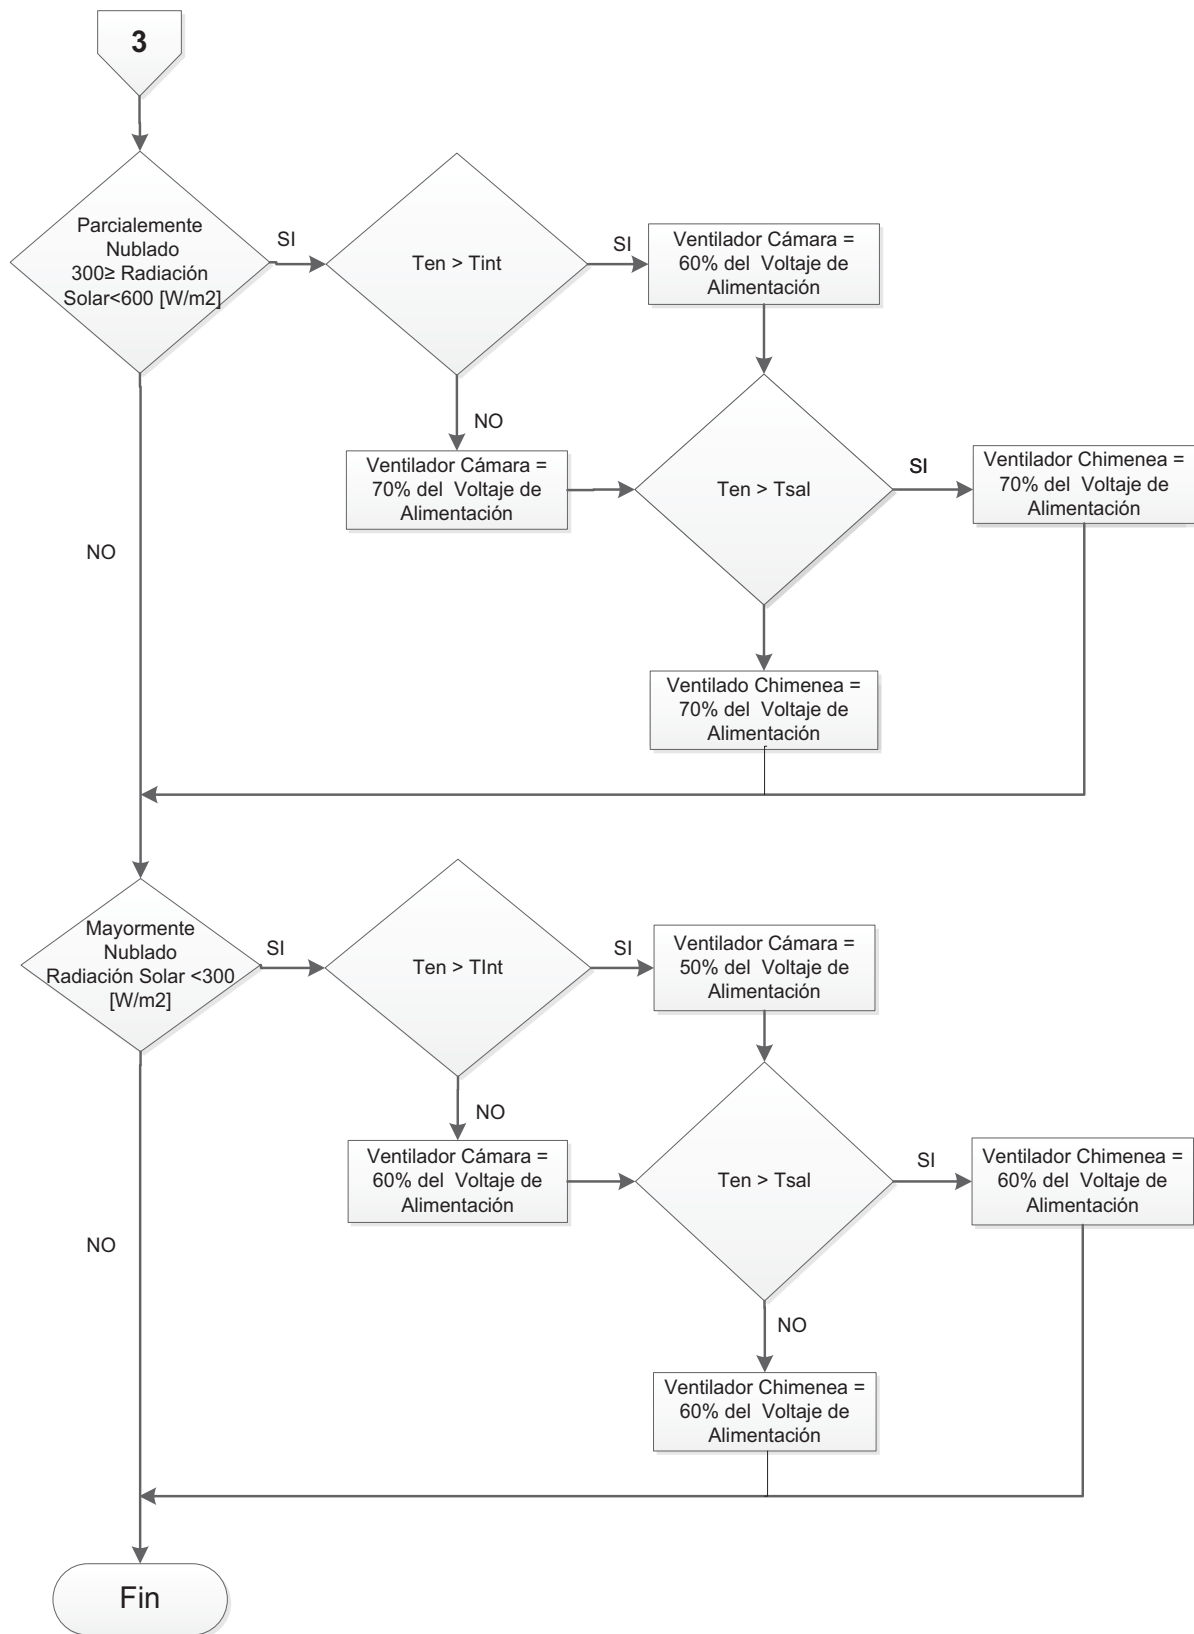 3
Parcialemente
Nublado
300≥ Radiación
Solar<600 [W/m2]
SI
Ten > Tint
SI
Ventilador Cámara =
60% del Voltaje de
Alimentación
NO
Ventilador Cámara =
70% del Voltaje de
Alimentación
Ten > Tsal
SI
Ventilador Chimenea =
70% del Voltaje de
Alimentación
NO
Ventilado Chimenea =
70% del Voltaje de
Alimentación
Mayormente
Nublado
Radiación Solar <300
[W/m2]
SI
Ten > TInt
SI
Ventilador Cámara =
50% del Voltaje de
Alimentación
NO
Ventilador Cámara =
60% del Voltaje de
Alimentación
Ten > Tsal
SI
Ventilador Chimenea =
60% del Voltaje de
Alimentación
NO
NO
Ventilador Chimenea =
60% del Voltaje de
Alimentación
Fin